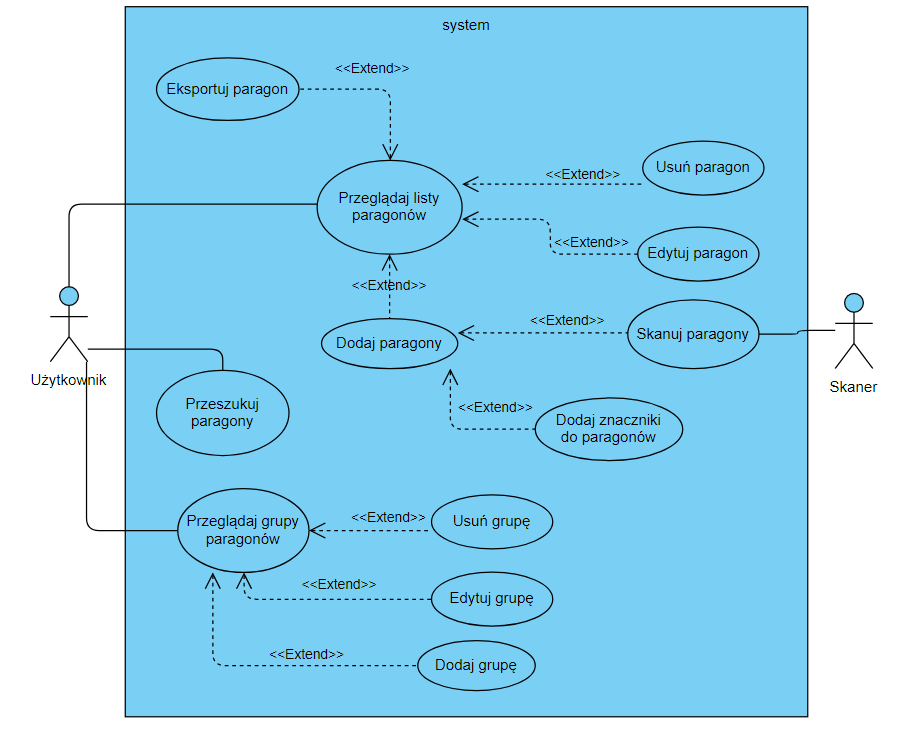 system
<<Extend>>
Eksportuj paragon
Usuń paragon
<<Extend>>
Przeglądaj listy
paragonów
<<Extend>>
Edytuj paragon
<<Extend>>
<<Extend>>
Skanuj paragony
Dodaj paragony
Użytkownik
Skaner
Przeszukuj
paragony
<<Extend>>
Dodaj znaczniki
do paragonów
<<Extend>>
Usuń grupę
Przeglądaj grupy
paragonów
<<Extend>>
Edytuj grupę
<<Extend>>
Dodaj grupę